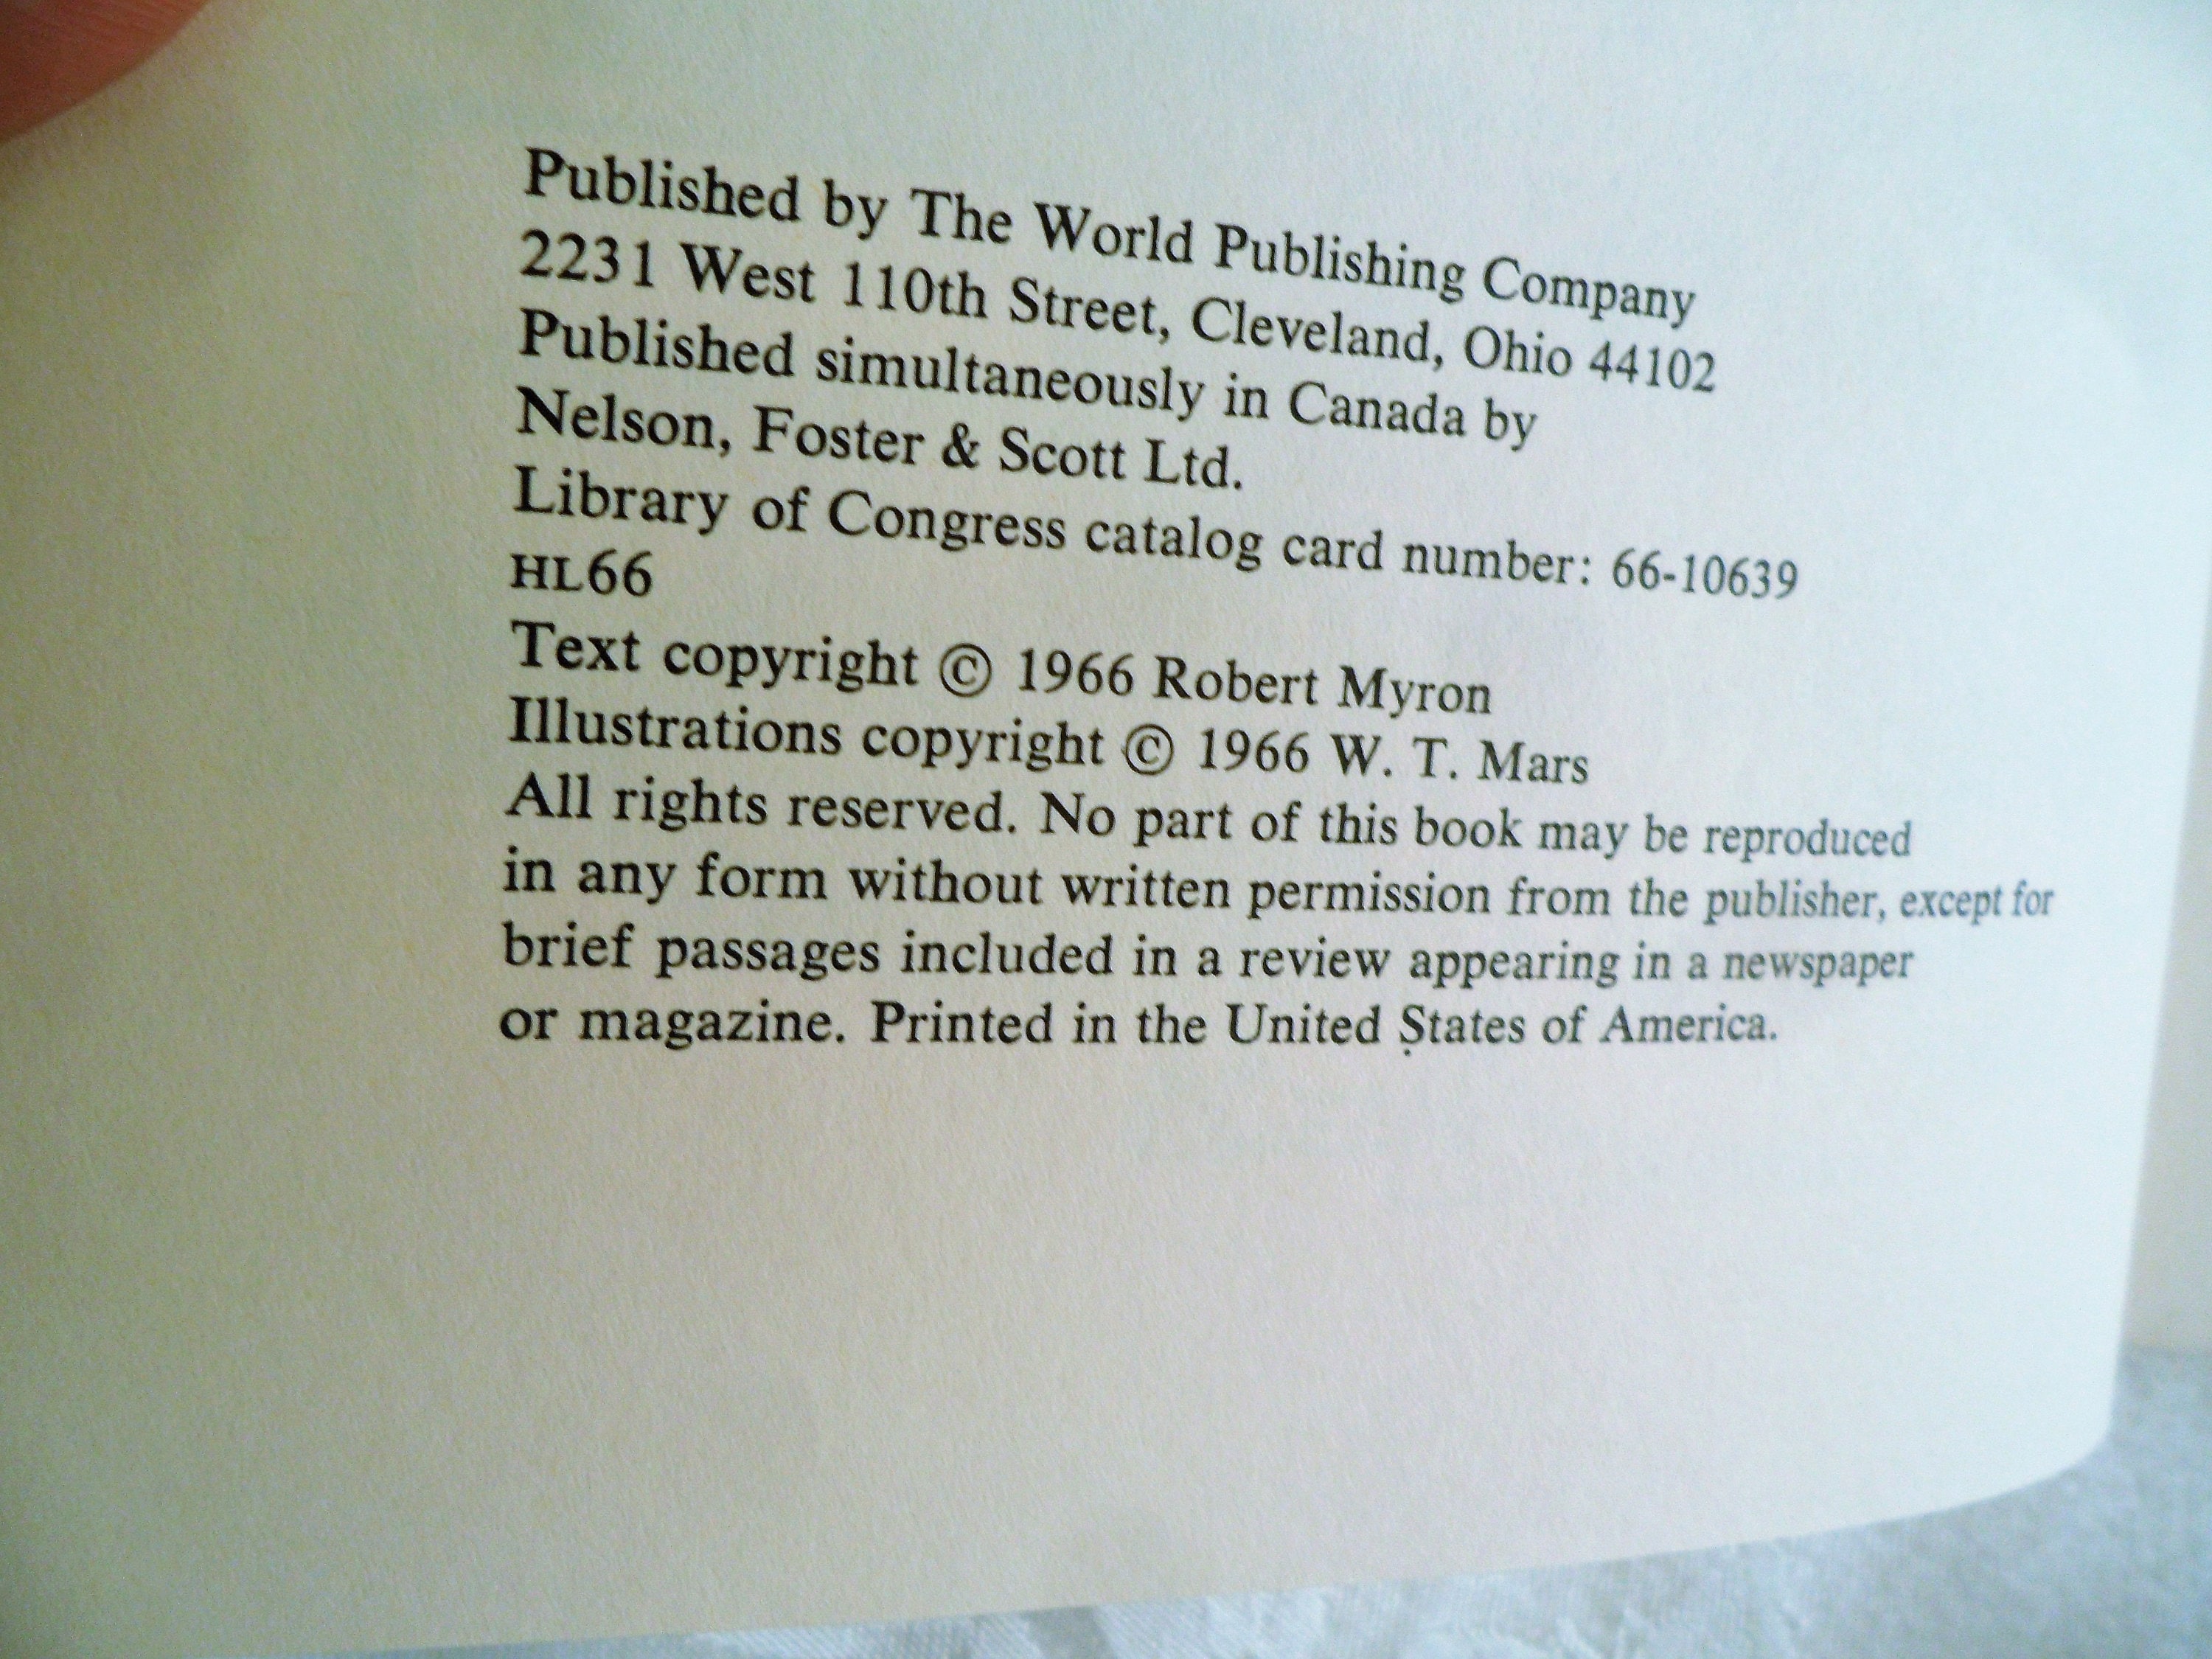 Published by The World Publishing Company
2231 West 110th Street, Cleveland, Ohio 44102
Published simultaneously in Canada by
Nelson, Foster & Scott Ltd.
Library of Congress catalog card number: 66-10639
HL66
Text copyright © 1966 Robert Myron
Illustrations copyright © 1966 W. T. Mars
All rights reserved. No part of this book may be reproduced
in any form without written permission from the publisher, except for
brief passages included in a review appearing in a newspaper
or magazine. Printed in the United States of America.